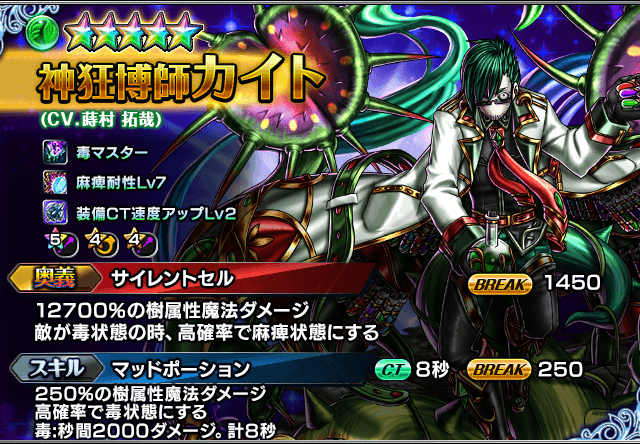 神狂博師カイト
(CV.蒔村 拓哉)
毒マスター
麻痺耐性Lv7
装備CT速度アップLv2
5 4 4
奥義 サイレントセル BREAK 1450
12700%の樹属性魔法ダメージ
敵が毒状態の時、高確率で麻痺状態にする
スキル マッドポーション CT 8秒 BREAK 250
250%の樹属性魔法ダメージ
高確率で毒状態にする
毒:秒間2000ダメージ。計8秒